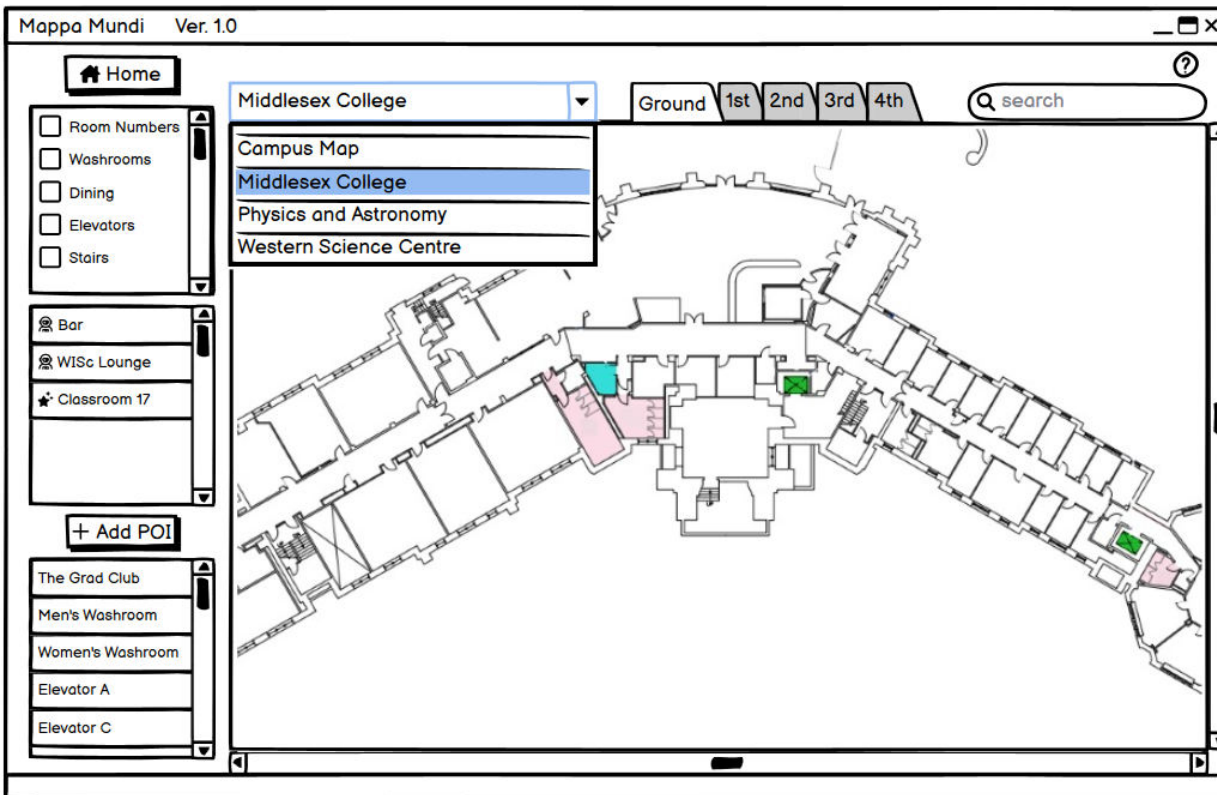 Mappa Mundi Ver. 1.0
Home
?
Middlesex College
Ground 1st 2nd 3rd 4th
search
Campus Map
Middlesex College
Physics and Astronomy
Western Science Centre
Room Numbers
Washrooms
Dining
Elevators
Stairs
Bar
WISc Lounge
Classroom 17
+ Add POI
The Grad Club
Men's Washroom
Women's Washroom
Elevator A
Elevator C